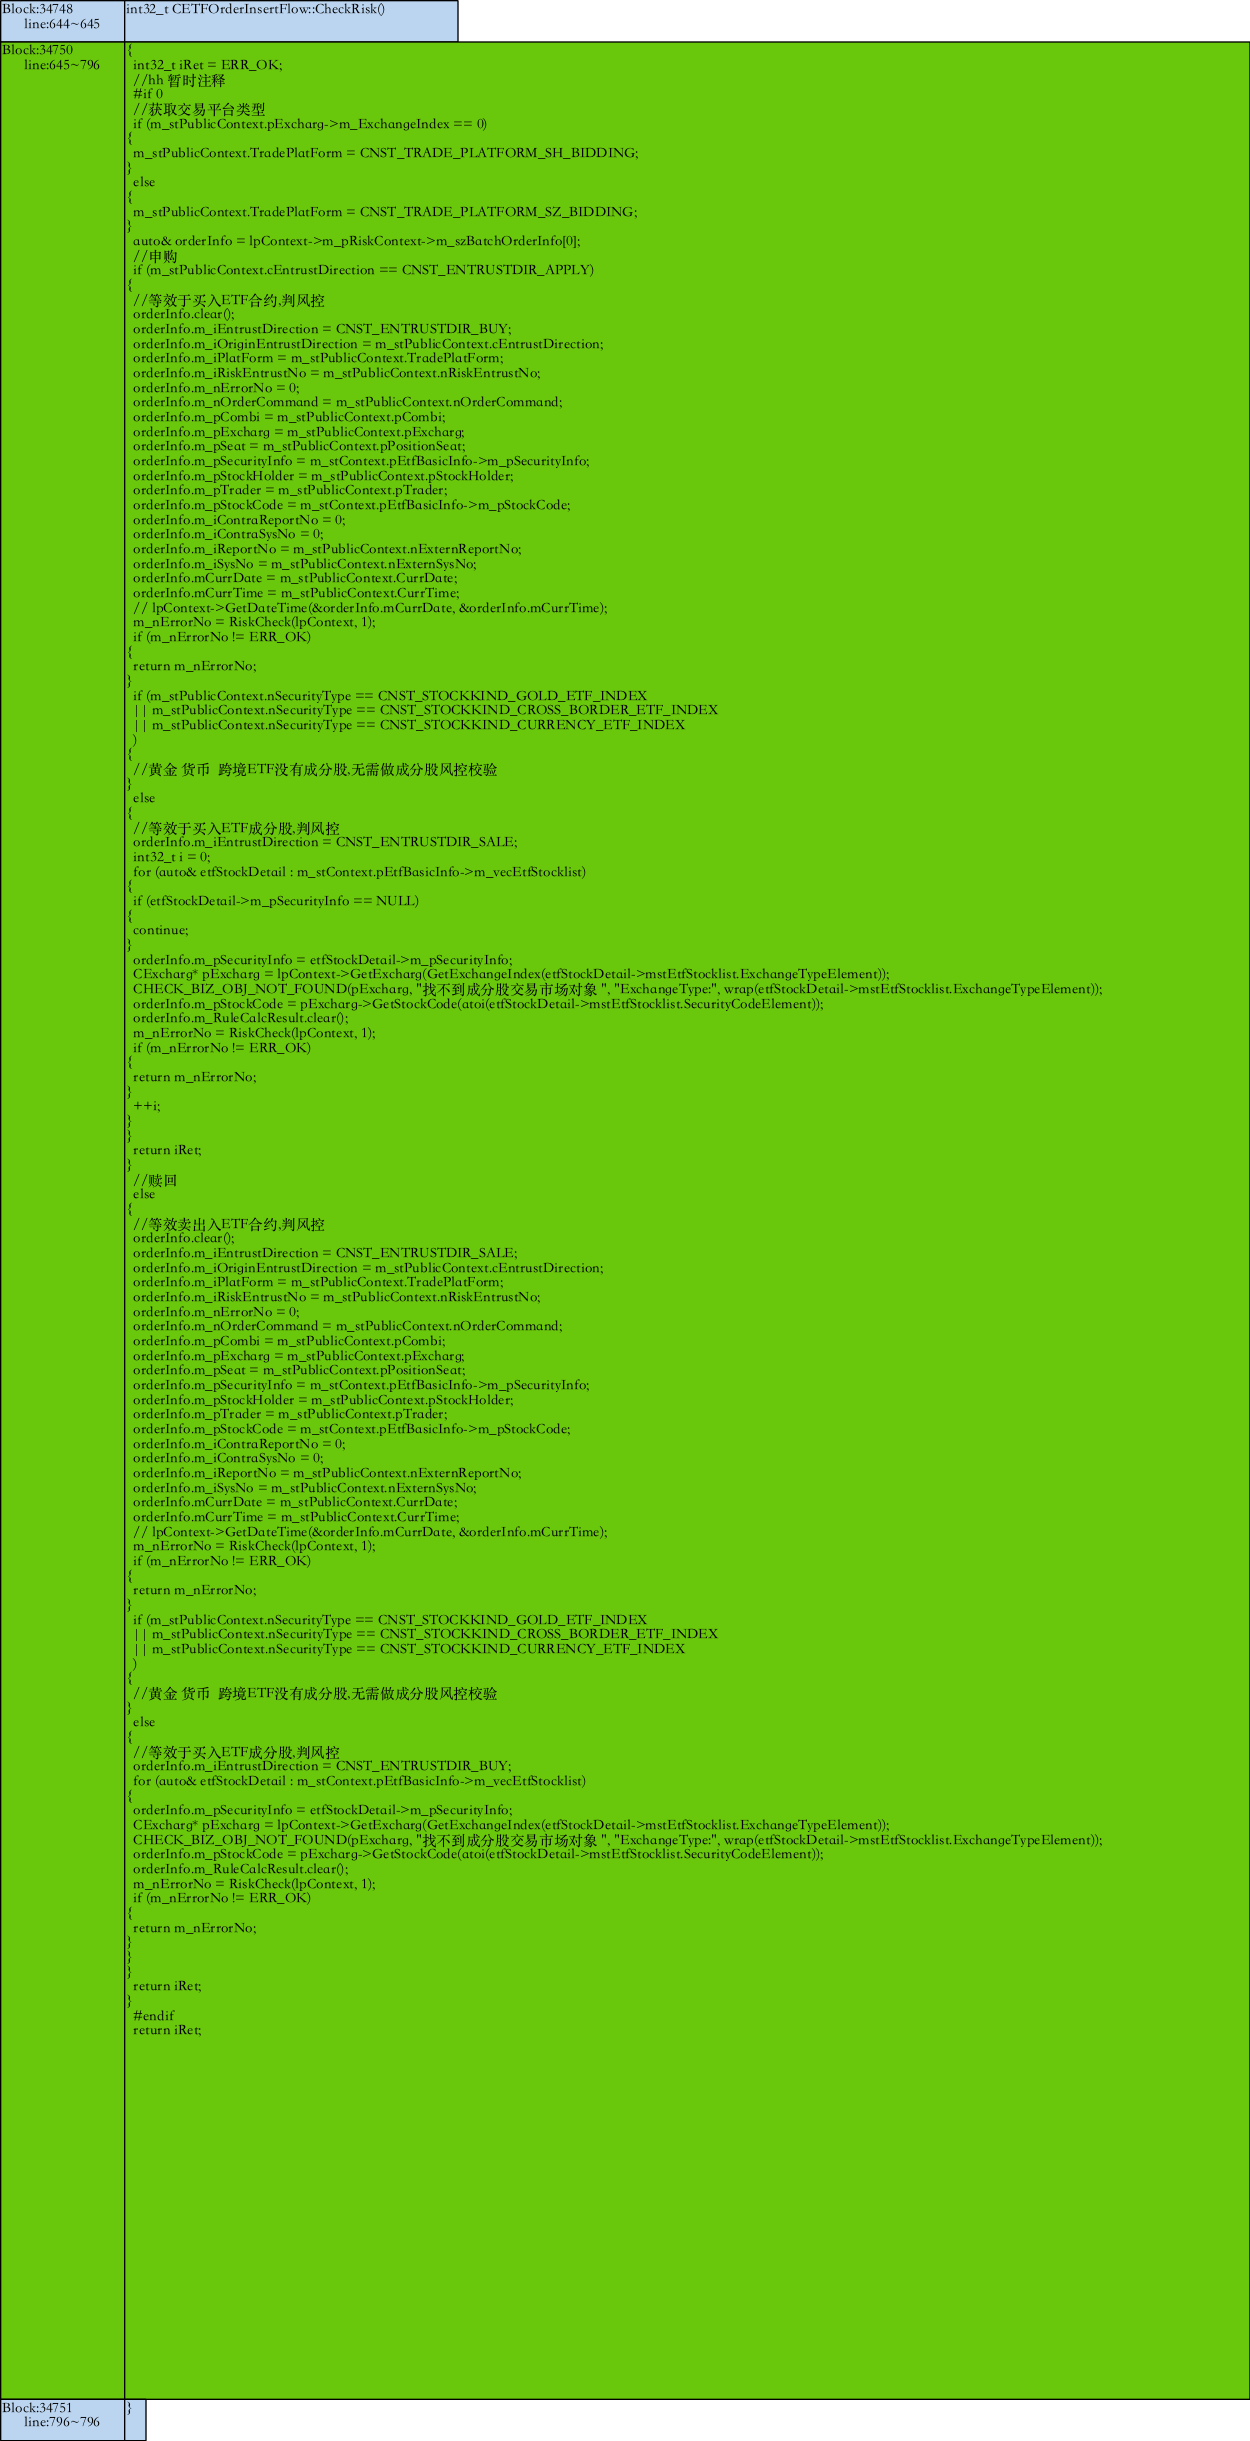 Block:34748
line:644~645
int32_t CETFOrderInsertFlow::CheckRisk()
Block:34750
line:645~796
{
int32_t iRet = ERR_OK;
//hh 暂时注释
#if 0
//获取交易平台类型
if (m_stPublicContext.pExcharg->m_ExchangeIndex == 0)
{
m_stPublicContext.TradePlatForm = CNST_TRADE_PLATFORM_SH_BIDDING;
}
else
{
m_stPublicContext.TradePlatForm = CNST_TRADE_PLATFORM_SZ_BIDDING;
}
auto& orderInfo = lpContext->m_pRiskContext->m_szBatchOrderInfo[0];
//申购
if (m_stPublicContext.cEntrustDirection == CNST_ENTRUSTDIR_APPLY)
{
//等效于买入ETF合约,判风控
orderInfo.clear();
orderInfo.m_iEntrustDirection = CNST_ENTRUSTDIR_BUY;
orderInfo.m_iOriginEntrustDirection = m_stPublicContext.cEntrustDirection;
orderInfo.m_iPlatForm = m_stPublicContext.TradePlatForm;
orderInfo.m_iRiskEntrustNo = m_stPublicContext.nRiskEntrustNo;
orderInfo.m_nErrorNo = 0;
orderInfo.m_nOrderCommand = m_stPublicContext.nOrderCommand;
orderInfo.m_pCombi = m_stPublicContext.pCombi;
orderInfo.m_pExcharg = m_stPublicContext.pExcharg;
orderInfo.m_pSeat = m_stPublicContext.pPositionSeat;
orderInfo.m_pSecurityInfo = m_stContext.pEtfBasicInfo->m_pSecurityInfo;
orderInfo.m_pStockHolder = m_stPublicContext.pStockHolder;
orderInfo.m_pTrader = m_stPublicContext.pTrader;
orderInfo.m_pStockCode = m_stContext.pEtfBasicInfo->m_pStockCode;
orderInfo.m_iContraReportNo = 0;
orderInfo.m_iContraSysNo = 0;
orderInfo.m_iReportNo = m_stPublicContext.nExternReportNo;
orderInfo.m_iSysNo = m_stPublicContext.nExternSysNo;
orderInfo.mCurrDate = m_stPublicContext.CurrDate;
orderInfo.mCurrTime = m_stPublicContext.CurrTime;
// lpContext->GetDateTime(&orderInfo.mCurrDate, &orderInfo.mCurrTime);
m_nErrorNo = RiskCheck(lpContext, 1);
if (m_nErrorNo != ERR_OK)
{
return m_nErrorNo;
}
if (m_stPublicContext.nSecurityType == CNST_STOCKKIND_GOLD_ETF_INDEX
|| m_stPublicContext.nSecurityType == CNST_STOCKKIND_CROSS_BORDER_ETF_INDEX
|| m_stPublicContext.nSecurityType == CNST_STOCKKIND_CURRENCY_ETF_INDEX
)
{
//黄金 货币  跨境ETF没有成分股,无需做成分股风控校验
}
else
{
//等效于买入ETF成分股,判风控
orderInfo.m_iEntrustDirection = CNST_ENTRUSTDIR_SALE;
int32_t i = 0;
for (auto& etfStockDetail : m_stContext.pEtfBasicInfo->m_vecEtfStocklist)
{
if (etfStockDetail->m_pSecurityInfo == NULL)
{
continue;
}
orderInfo.m_pSecurityInfo = etfStockDetail->m_pSecurityInfo;
CExcharg* pExcharg = lpContext->GetExcharg(GetExchangeIndex(etfStockDetail->mstEtfStocklist.ExchangeTypeElement));
CHECK_BIZ_OBJ_NOT_FOUND(pExcharg, "找不到成分股交易市场对象 ", "ExchangeType:", wrap(etfStockDetail->mstEtfStocklist.ExchangeTypeElement));
orderInfo.m_pStockCode = pExcharg->GetStockCode(atoi(etfStockDetail->mstEtfStocklist.SecurityCodeElement));
orderInfo.m_RuleCalcResult.clear();
m_nErrorNo = RiskCheck(lpContext, 1);
if (m_nErrorNo != ERR_OK)
{
return m_nErrorNo;
}
++i;
}
}
return iRet;
}
//赎回
else
{
//等效卖出入ETF合约,判风控
orderInfo.clear();
orderInfo.m_iEntrustDirection = CNST_ENTRUSTDIR_SALE;
orderInfo.m_iOriginEntrustDirection = m_stPublicContext.cEntrustDirection;
orderInfo.m_iPlatForm = m_stPublicContext.TradePlatForm;
orderInfo.m_iRiskEntrustNo = m_stPublicContext.nRiskEntrustNo;
orderInfo.m_nErrorNo = 0;
orderInfo.m_nOrderCommand = m_stPublicContext.nOrderCommand;
orderInfo.m_pCombi = m_stPublicContext.pCombi;
orderInfo.m_pExcharg = m_stPublicContext.pExcharg;
orderInfo.m_pSeat = m_stPublicContext.pPositionSeat;
orderInfo.m_pSecurityInfo = m_stContext.pEtfBasicInfo->m_pSecurityInfo;
orderInfo.m_pStockHolder = m_stPublicContext.pStockHolder;
orderInfo.m_pTrader = m_stPublicContext.pTrader;
orderInfo.m_pStockCode = m_stContext.pEtfBasicInfo->m_pStockCode;
orderInfo.m_iContraReportNo = 0;
orderInfo.m_iContraSysNo = 0;
orderInfo.m_iReportNo = m_stPublicContext.nExternReportNo;
orderInfo.m_iSysNo = m_stPublicContext.nExternSysNo;
orderInfo.mCurrDate = m_stPublicContext.CurrDate;
orderInfo.mCurrTime = m_stPublicContext.CurrTime;
// lpContext->GetDateTime(&orderInfo.mCurrDate, &orderInfo.mCurrTime);
m_nErrorNo = RiskCheck(lpContext, 1);
if (m_nErrorNo != ERR_OK)
{
return m_nErrorNo;
}
if (m_stPublicContext.nSecurityType == CNST_STOCKKIND_GOLD_ETF_INDEX
|| m_stPublicContext.nSecurityType == CNST_STOCKKIND_CROSS_BORDER_ETF_INDEX
|| m_stPublicContext.nSecurityType == CNST_STOCKKIND_CURRENCY_ETF_INDEX
)
{
//黄金 货币  跨境ETF没有成分股,无需做成分股风控校验
}
else
{
//等效于买入ETF成分股,判风控
orderInfo.m_iEntrustDirection = CNST_ENTRUSTDIR_BUY;
for (auto& etfStockDetail : m_stContext.pEtfBasicInfo->m_vecEtfStocklist)
{
orderInfo.m_pSecurityInfo = etfStockDetail->m_pSecurityInfo;
CExcharg* pExcharg = lpContext->GetExcharg(GetExchangeIndex(etfStockDetail->mstEtfStocklist.ExchangeTypeElement));
CHECK_BIZ_OBJ_NOT_FOUND(pExcharg, "找不到成分股交易市场对象 ", "ExchangeType:", wrap(etfStockDetail->mstEtfStocklist.ExchangeTypeElement));
orderInfo.m_pStockCode = pExcharg->GetStockCode(atoi(etfStockDetail->mstEtfStocklist.SecurityCodeElement));
orderInfo.m_RuleCalcResult.clear();
m_nErrorNo = RiskCheck(lpContext, 1);
if (m_nErrorNo != ERR_OK)
{
return m_nErrorNo;
}
}
}
return iRet;
}
#endif
return iRet;
Block:34751
line:796~796
}